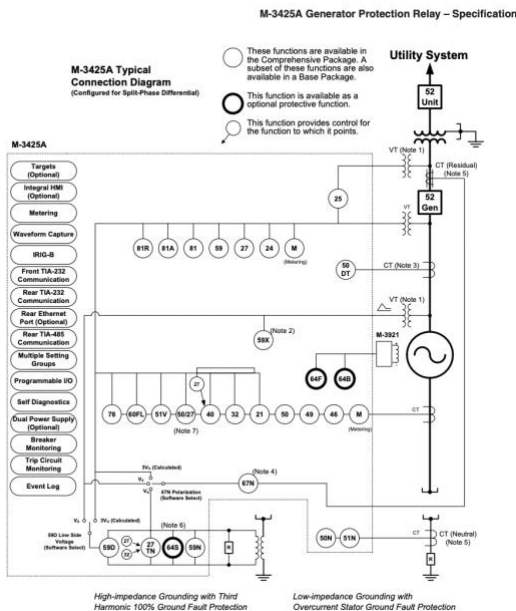 M-3425A Generator Protection Relay – Specification
M-3425A Typical
Connection Diagram
(Configured for Split-Phase Differential)
These functions are available in
the Comprehensive Package. A
subset of these functions are also
available in a Base Package.
This function is available as a
optional protective function.
This function provides control for
the function to which it points.
Utility System
52
Unit
M-3425A
VT (Note 1)
CT (Residual)
(Note 5)
Targets
(Optional)
Integral HMI
(Optional)
Metering
Waveform Capture
IRIG-B
Front TIA-232
Communication
Rear TIA-232
Communication
Rear Ethernet
Port (Optional)
Rear TIA-485
Communication
Multiple Setting
Groups
Programmable I/O
Self Diagnostics
Dual Power Supply
(Optional)
Breaker
Monitoring
Trip Circuit
Monitoring
Event Log
25
52
Gen
VT
81R 81A 81 59 27 24 M
(Metering)
50
DT
CT (Note 3)
VT (Note 1)
59X
(Note 2)
M-3921
64F 64B
27
78 60FL 51V 50/27 40 32 21 50 49 46 M
CT
(Note 7)
(Metering)
(Note 4)
67N
3V₀ (Calculated)
67N Polarization
(Software Select)
3V₀ (Calculated)
59D Line Side
Voltage
(Software Select)
(Note 6)
59D 27 32 27
TN 64S 59N R
50N 51N
CT (Neutral)
(Note 5)
R
High-impedance Grounding with Third
Harmonic 100% Ground Fault Protection
Low-impedance Grounding with
Overcurrent Stator Ground Fault Protection